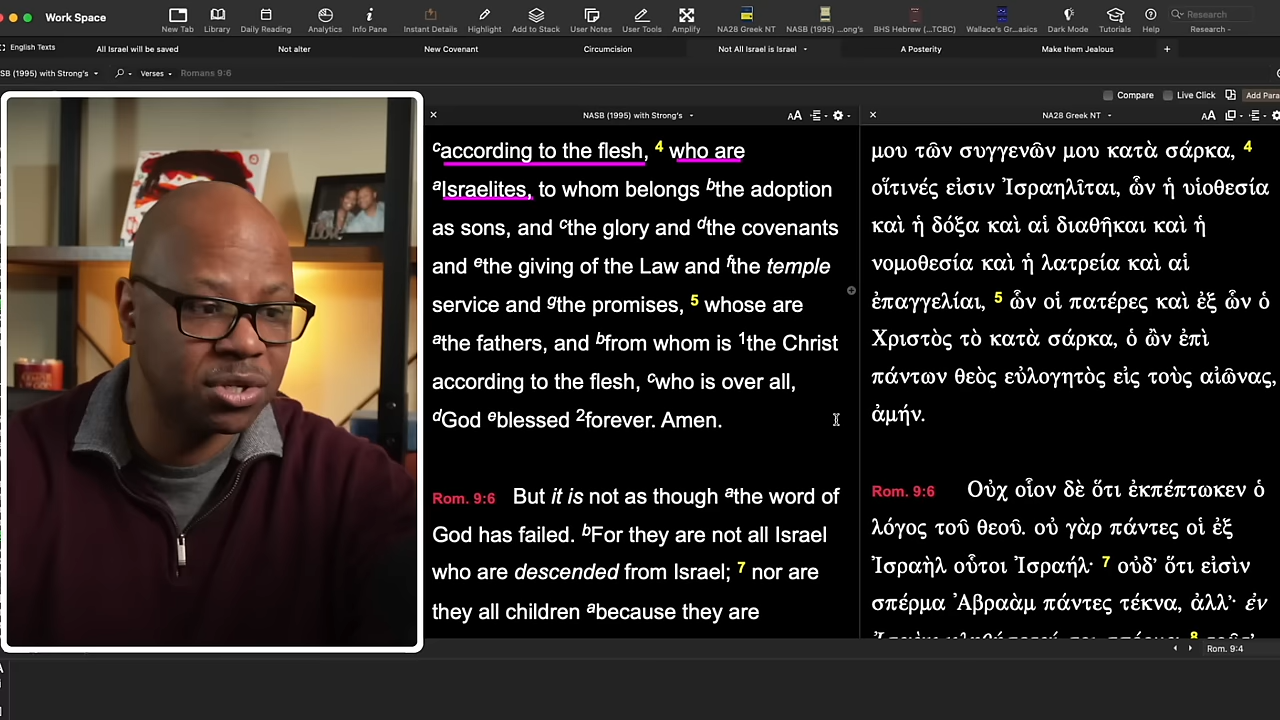 Work Space
New Tab
Library
Daily Reading
Analytics
Info Pane
Instant Details
Highlight
Add to Stack
User Notes
User Tools
Amplify
NA28 Greek NT
NASB (1995) ...ong's
BHS Hebrew (...TCBC)
Wallace's Gr...asics
Dark Mode
Tutorials
Help
Research
Research
English Texts
All Israel will be saved
Not alter
New Covenant
Circumcision
Not All Israel is Israel
A Posterity
Make them Jealous
SB (1995) with Strong's
Verses
Romans 9:6
Compare
Live Click
Add Para
NASB (1995) with Strong's
caccording to the flesh, 4 who are
aIsraelites, to whom belongs bthe adoption
as sons, and cthe glory and dthe covenants
and ethe giving of the Law and fthe temple
service and gthe promises, 5 whose are
athe fathers, and bfrom whom is 1the Christ
according to the flesh, cwho is over all,
dGod eblessed 2forever. Amen.
Rom. 9:6 But it is not as though athe word of
God has failed. bFor they are not all Israel
who are descended from Israel; 7 nor are
they all children abecause they are
NA28 Greek NT
μου τῶν συγγενῶν μου κατὰ σάρκα, 4
οἵτινές εἰσιν Ἰσραηλῖται, ὧν ἡ υἱοθεσία
καὶ ἡ δόξα καὶ αἱ διαθῆκαι καὶ ἡ
νομοθεσία καὶ ἡ λατρεία καὶ αἱ
ἐπαγγελίαι, 5 ὧν οἱ πατέρες καὶ ἐξ ὧν ὁ
Χριστὸς τὸ κατὰ σάρκα, ὁ ὢν ἐπὶ
πάντων θεὸς εὐλογητὸς εἰς τοὺς αἰῶνας,
ἀμήν.
Rom. 9:6 Οὐχ οἷον δὲ ὅτι ἐκπέπτωκεν ὁ
λόγος τοῦ θεοῦ. οὐ γὰρ πάντες οἱ ἐξ
Ἰσραὴλ οὗτοι Ἰσραήλ· 7 οὐδ' ὅτι εἰσὶν
σπέρμα Ἀβραὰμ πάντες τέκνα, ἀλλ'· ἐν
Rom. 9:4